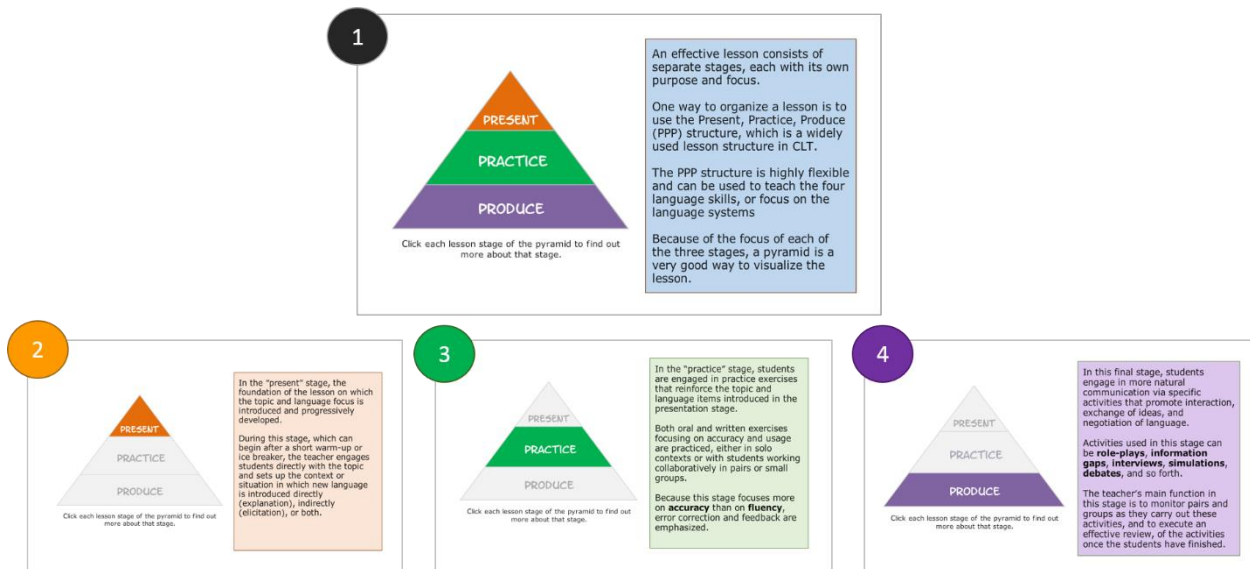 1
PRESENT
PRACTICE
PRODUCE
Click each lesson stage of the pyramid to find out
more about that stage.
An effective lesson consists of
separate stages, each with its own
purpose and focus.
One way to organize a lesson is to
use the Present, Practice, Produce
(PPP) structure, which is a widely
used lesson structure in CLT.
The PPP structure is highly flexible
and can be used to teach the four
language skills, or focus on the
language systems
Because of the focus of each of
the three stages, a pyramid is a
very good way to visualize the
lesson.
2
PRESENT
PRACTICE
PRODUCE
Click each lesson stage of the pyramid to find out
more about that stage.
In the "present" stage, the
foundation of the lesson on which
the topic and language focus is
introduced and progressively
developed.
During this stage, which can
begin after a short warm-up or
ice breaker, the teacher engages
students directly with the topic
and sets up the context or
situation in which new language
is introduced directly
(explanation), indirectly
(elicitation), or both.
3
PRESENT
PRACTICE
PRODUCE
Click each lesson stage of the pyramid to find out
more about that stage.
In the "practice" stage, students
are engaged in practice exercises
that reinforce the topic and
language items introduced in the
presentation stage.
Both oral and written exercises
focusing on accuracy and usage
are practiced, either in solo
contexts or with students working
collaboratively in pairs or small
groups.
Because this stage focuses more
on accuracy than on fluency,
error correction and feedback are
emphasized.
4
PRESENT
PRACTICE
PRODUCE
Click each lesson stage of the pyramid to find out
more about that stage.
In this final stage, students
engage in more natural
communication via specific
activities that promote interaction,
exchange of ideas, and
negotiation of language.
Activities used in this stage can
be role-plays, information
gaps, interviews, simulations,
debates, and so forth.
The teacher's main function in
this stage is to monitor pairs and
groups as they carry out these
activities, and to execute an
effective review, of the activities
once the students have finished.